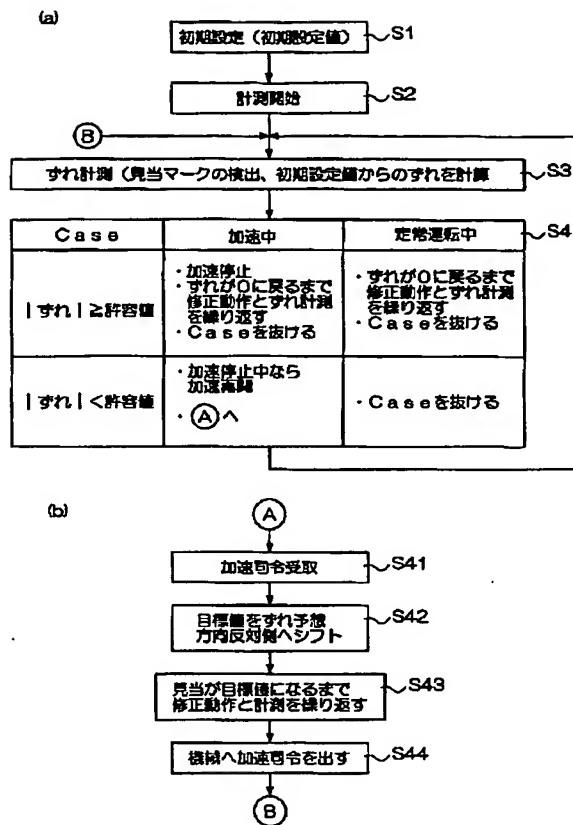 (a)
初期設定（初期設定値） S1
計測開始 S2
B
ずれ計測（見当マークの検出、初期設定値からのずれを計算 S3
Case 加速中 定常運転中 S4
|ずれ|≧許容値
・加速停止
・ずれが0に戻るまで
修正動作とずれ計測
を繰り返す
・Caseを抜ける
・ずれが0に戻るまで
修正動作とずれ計測
を繰り返す
・Caseを抜ける
|ずれ|<許容値
・加速停止中なら
加速再開
・Aへ
・Caseを抜ける
(b)
A
加速司令受取 S41
目標値をずれ予想
方向反対側へシフト S42
見当が目標値になるまで
修正動作と計測を繰り返す S43
機械へ加速司令を出す S44
B